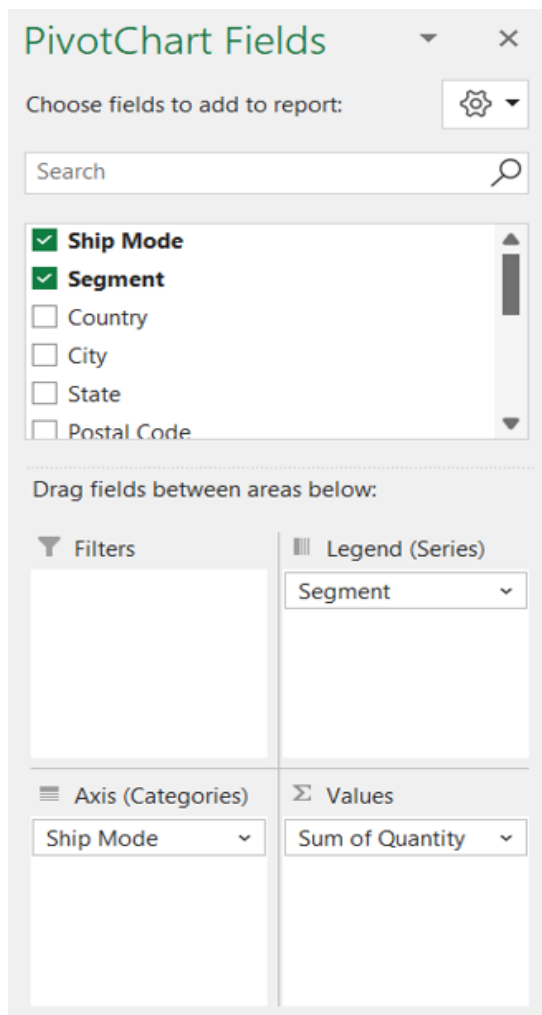 PivotChart Fields
Choose fields to add to report:
Search
Ship Mode
Segment
Country
City
State
Postal Code
Drag fields between areas below:
Filters
Legend (Series)
Segment
Axis (Categories)
Σ Values
Ship Mode
Sum of Quantity